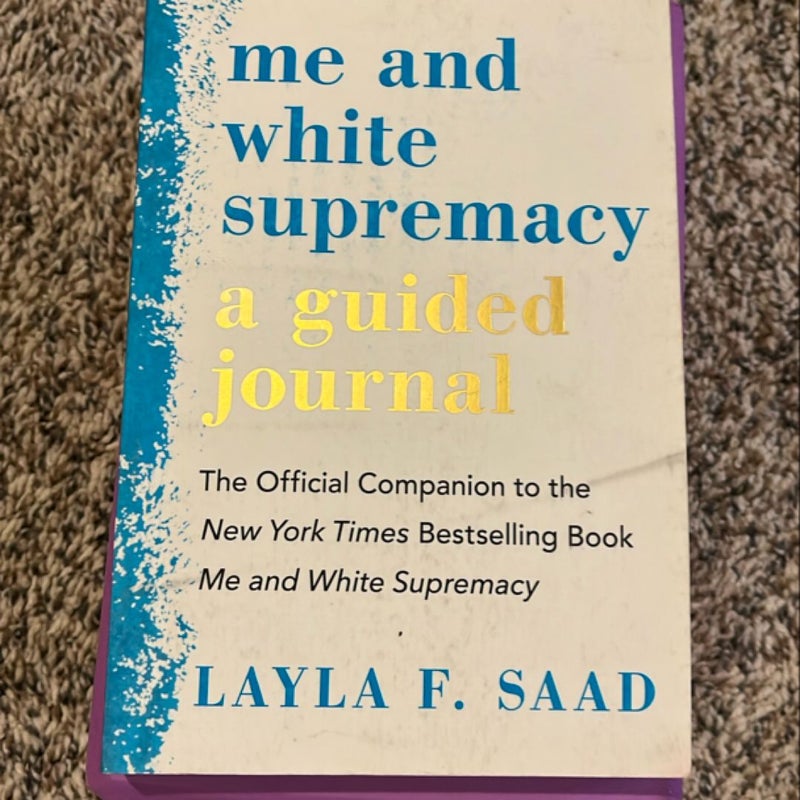 me and
white
supremacy
a guided
journal
The Official Companion to the
New York Times Bestselling Book
Me and White Supremacy
LAYLA F. SAAD